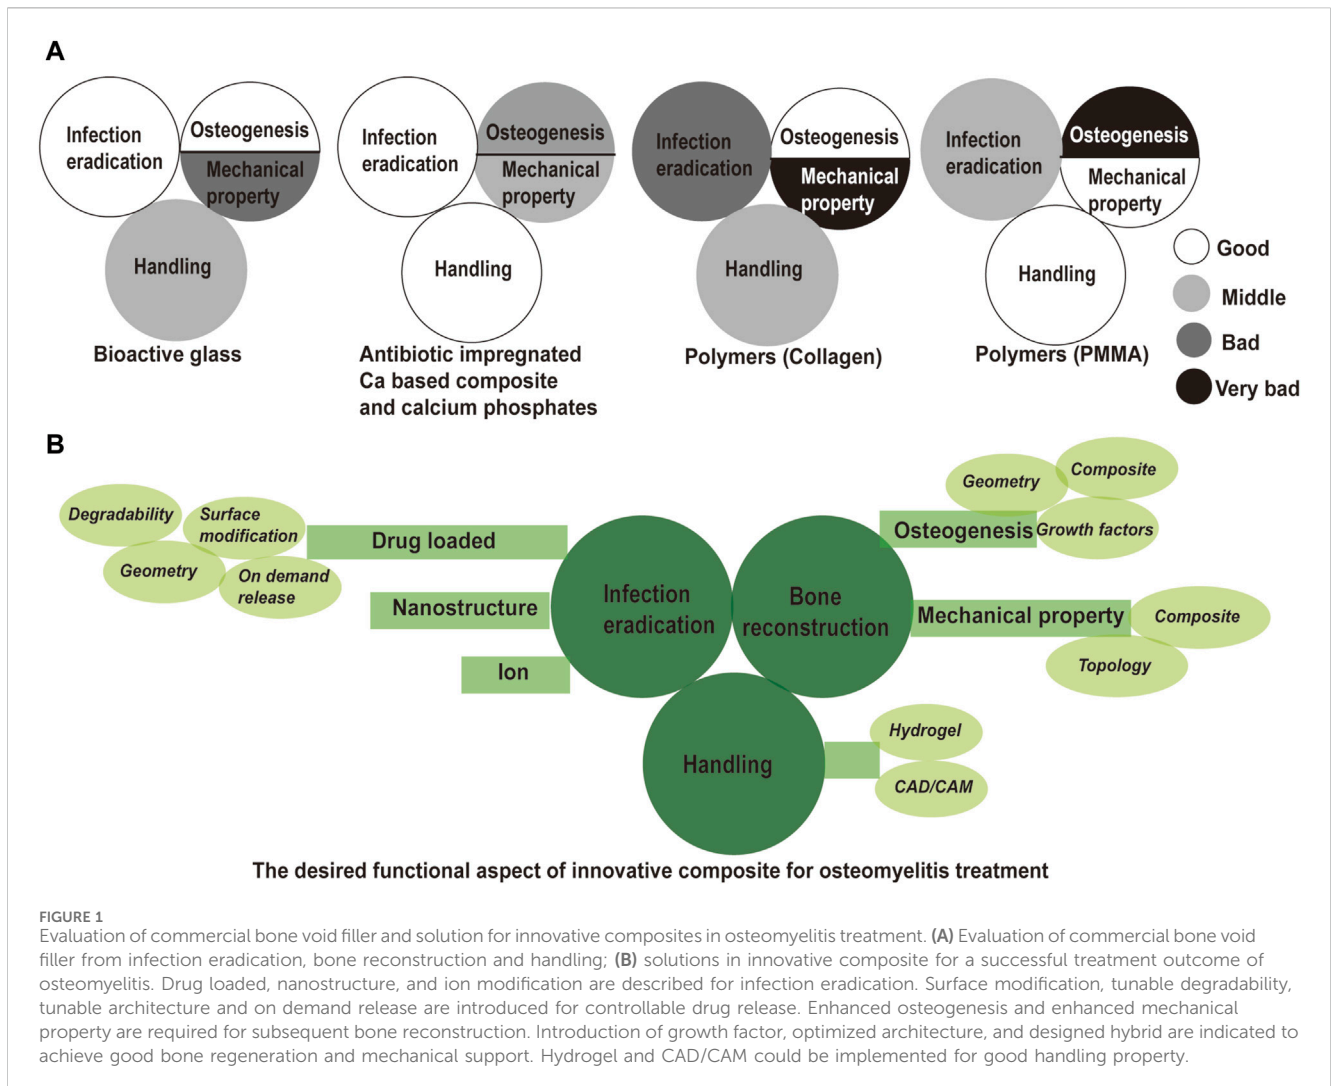 A
Infection
eradication
Osteogenesis
Mechanical
property
Handling
Bioactive glass
Infection
eradication
Osteogenesis
Mechanical
property
Handling
Antibiotic impregnated
Ca based composite
and calcium phosphates
Infection
eradication
Osteogenesis
Mechanical
property
Handling
Polymers (Collagen)
Infection
eradication
Osteogenesis
Mechanical
property
Handling
Polymers (PMMA)
Good
Middle
Bad
Very bad
B
Degradability
Surface
modification
Geometry
On demand
release
Drug loaded
Nanostructure
Ion
Infection
eradication
Bone
reconstruction
Handling
Osteogenesis
Geometry
Composite
Growth factors
Mechanical property
Composite
Topology
Hydrogel
CAD/CAM
The desired functional aspect of innovative composite for osteomyelitis treatment
FIGURE 1
Evaluation of commercial bone void filler and solution for innovative composites in osteomyelitis treatment. (A) Evaluation of commercial bone void
filler from infection eradication, bone reconstruction and handling; (B) solutions in innovative composite for a successful treatment outcome of
osteomyelitis. Drug loaded, nanostructure, and ion modification are described for infection eradication. Surface modification, tunable degradability,
tunable architecture and on demand release are introduced for controllable drug release. Enhanced osteogenesis and enhanced mechanical
property are required for subsequent bone reconstruction. Introduction of growth factor, optimized architecture, and designed hybrid are indicated to
achieve good bone regeneration and mechanical support. Hydrogel and CAD/CAM could be implemented for good handling property.